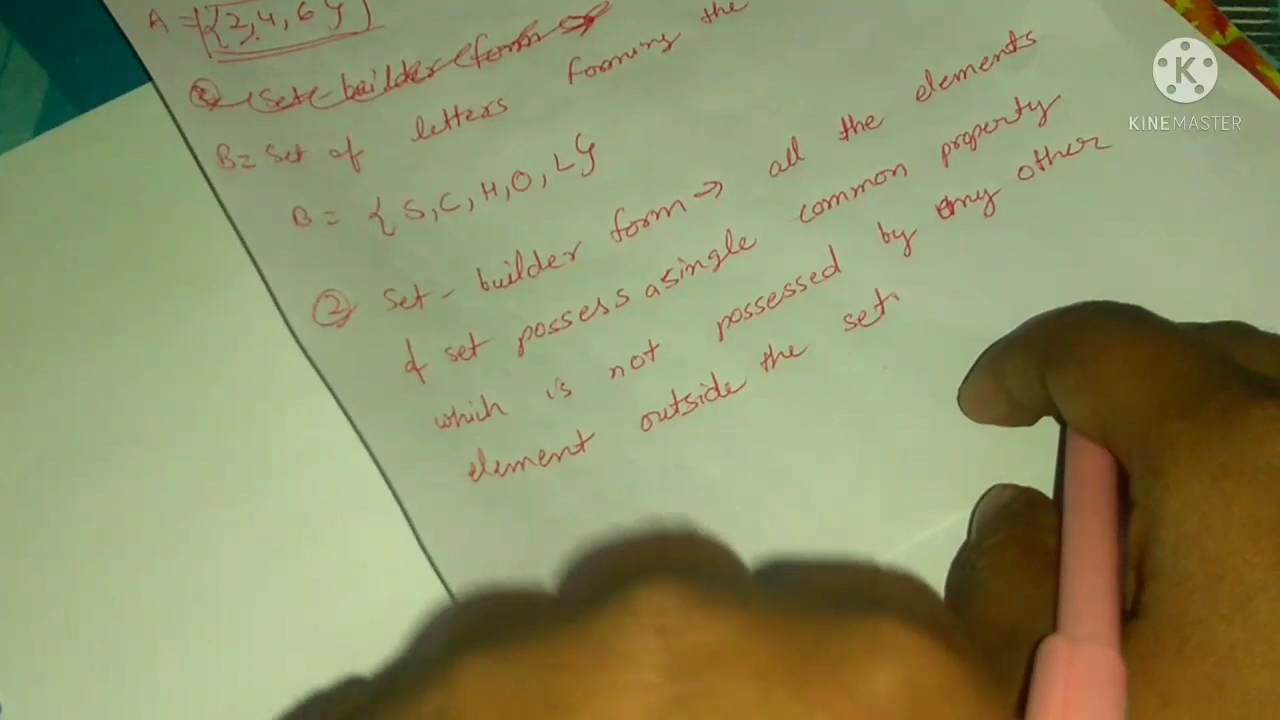 A = {2, 4, 6}
② Set-builder form ⇒
B = Set of letters forming the
B = { S, C, H, O, L }
② Set-builder form → all the elements
of set possess a single common property
which is not possessed by any other
element outside the set.
K
KINEMASTER